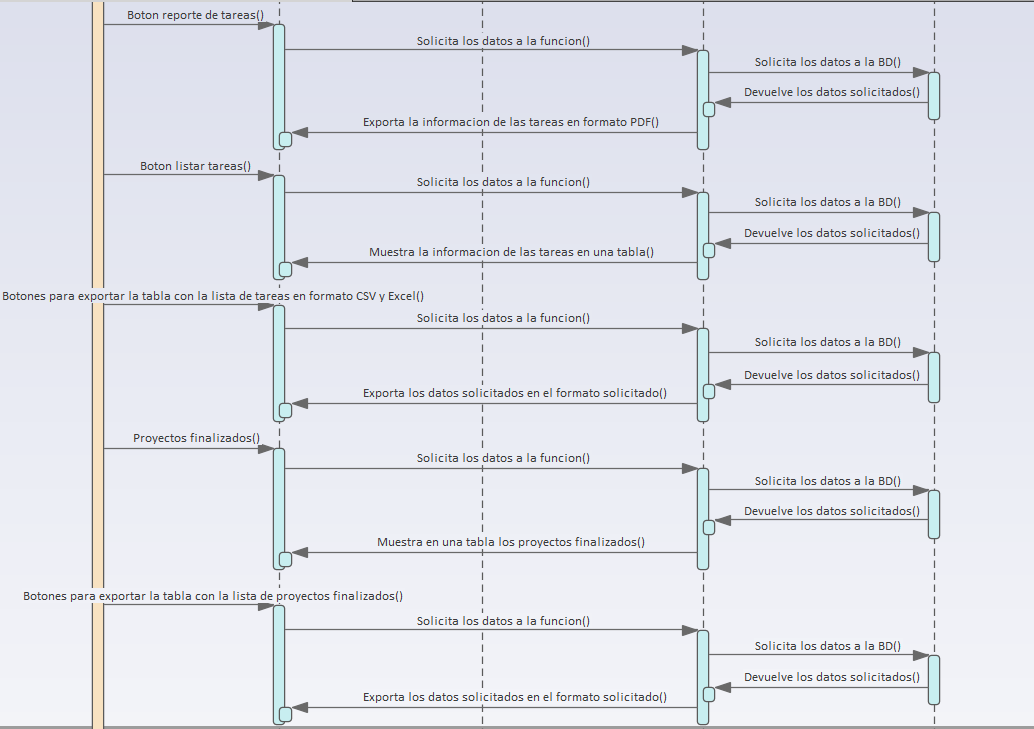 Boton reporte de tareas()
Solicita los datos a la funcion()
Solicita los datos a la BD()
Devuelve los datos solicitados()
Exporta la informacion de las tareas en formato PDF()
Boton listar tareas()
Solicita los datos a la funcion()
Solicita los datos a la BD()
Devuelve los datos solicitados()
Muestra la informacion de las tareas en una tabla()
Botones para exportar la tabla con la lista de tareas en formato CSV y Excel()
Solicita los datos a la funcion()
Solicita los datos a la BD()
Devuelve los datos solicitados()
Exporta los datos solicitados en el formato solicitado()
Proyectos finalizados()
Solicita los datos a la funcion()
Solicita los datos a la BD()
Devuelve los datos solicitados()
Muestra en una tabla los proyectos finalizados()
Botones para exportar la tabla con la lista de proyectos finalizados()
Solicita los datos a la funcion()
Solicita los datos a la BD()
Devuelve los datos solicitados()
Exporta los datos solicitados en el formato solicitado()